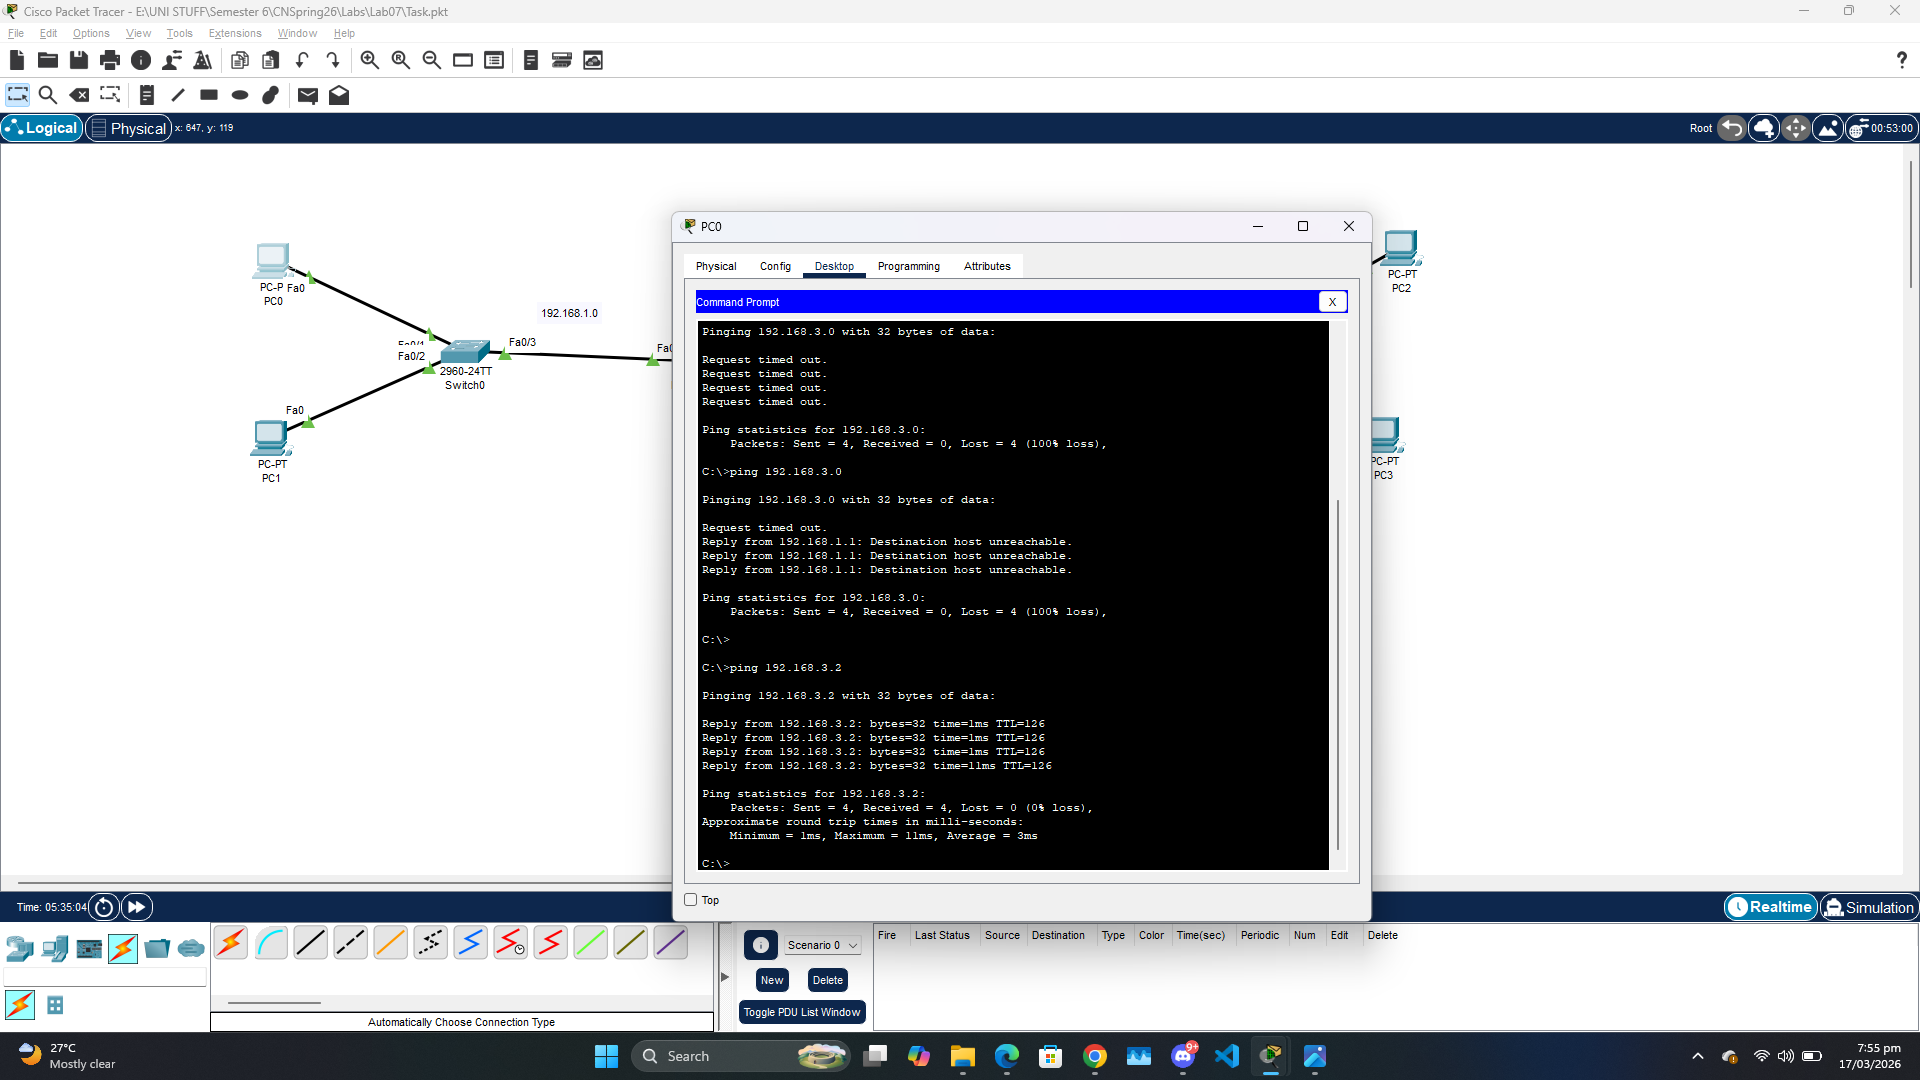 Cisco Packet Tracer - E:\UNI STUFF\Semester 6\CNSpring26\Labs\Lab07\Task.pkt
File Edit Options View Tools Extensions Window Help
?
Logical Physical x: 647, y: 119
Root 00:53:00
PC0
Physical Config Desktop Programming Attributes
Command Prompt X
Pinging 192.168.3.0 with 32 bytes of data:
Request timed out.
Request timed out.
Request timed out.
Request timed out.
Ping statistics for 192.168.3.0:
Packets: Sent = 4, Received = 0, Lost = 4 (100% loss),
C:\>ping 192.168.3.0
Pinging 192.168.3.0 with 32 bytes of data:
Request timed out.
Reply from 192.168.1.1: Destination host unreachable.
Reply from 192.168.1.1: Destination host unreachable.
Reply from 192.168.1.1: Destination host unreachable.
Ping statistics for 192.168.3.0:
Packets: Sent = 4, Received = 0, Lost = 4 (100% loss),
C:\>
C:\>ping 192.168.3.2
Pinging 192.168.3.2 with 32 bytes of data:
Reply from 192.168.3.2: bytes=32 time=1ms TTL=126
Reply from 192.168.3.2: bytes=32 time=1ms TTL=126
Reply from 192.168.3.2: bytes=32 time=1ms TTL=126
Reply from 192.168.3.2: bytes=32 time=11ms TTL=126
Ping statistics for 192.168.3.2:
Packets: Sent = 4, Received = 4, Lost = 0 (0% loss),
Approximate round trip times in milli-seconds:
Minimum = 1ms, Maximum = 11ms, Average = 3ms
C:\>
Top
PC-P Fa0
PC0
192.168.1.0
Fa0/2
Fa0/3
2960-24TT
Switch0
Fa0
PC-PT
PC1
PC-PT
PC2
PC-PT
PC3
Time: 05:35:04
Realtime Simulation
Automatically Choose Connection Type
Scenario 0
New Delete
Toggle PDU List Window
Fire Last Status Source Destination Type Color Time(sec) Periodic Num Edit Delete
27°C
Mostly clear
Search
9+
7:55 pm
17/03/2026